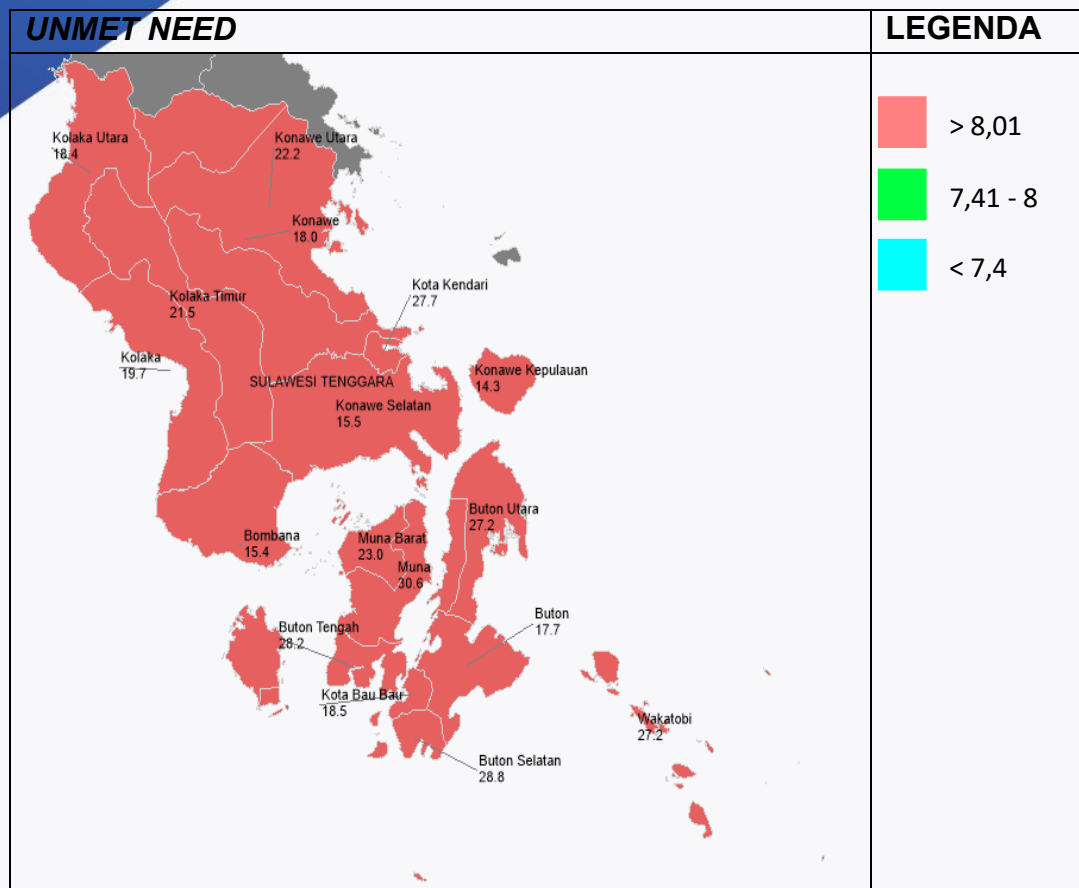 UNMET NEED
LEGENDA
> 8,01
7,41 - 8
< 7,4
Kolaka Utara
18.4
Konawe Utara
22.2
Konawe
18.0
Kota Kendari
27.7
Kolaka Timur
21.5
Kolaka
19.7
Konawe Kepulauan
14.3
SULAWESI TENGGARA
Konawe Selatan
15.5
Buton Utara
27.2
Bombana
15.4
Muna Barat
23.0
Muna
30.6
Buton
17.7
Buton Tengah
28.2
Kota Bau Bau
18.5
Wakatobi
27.2
Buton Selatan
28.8